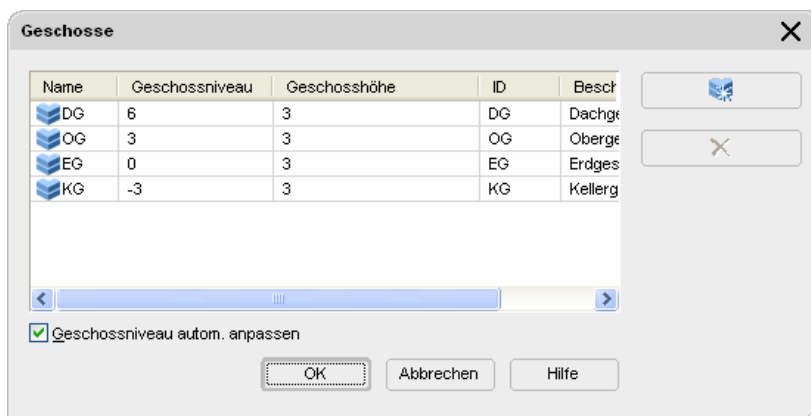 Geschosse
Name Geschossniveau Geschosshöhe ID Besch
DG 6 3 DG Dachge
OG 3 3 OG Oberge
EG 0 3 EG Erdges
KG -3 3 KG Kellerg
Geschossniveau autom. anpassen
OK Abbrechen Hilfe